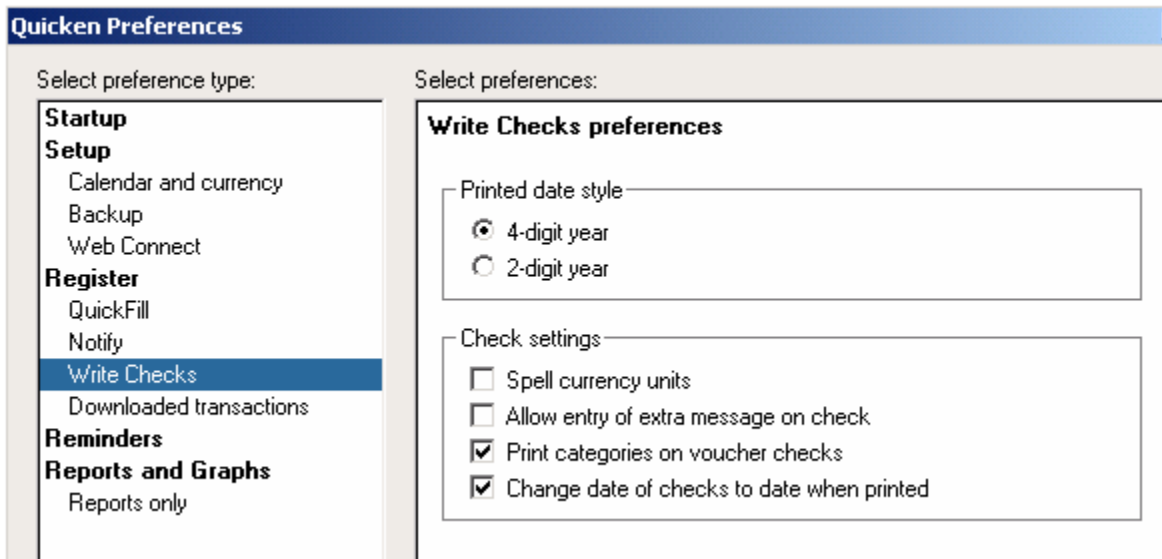 Quicken Preferences
Select preference type:
Startup
Setup
Calendar and currency
Backup
Web Connect
Register
QuickFill
Notify
Write Checks
Downloaded transactions
Reminders
Reports and Graphs
Reports only
Select preferences:
Write Checks preferences
Printed date style
4-digit year
2-digit year
Check settings
Spell currency units
Allow entry of extra message on check
Print categories on voucher checks
Change date of checks to date when printed